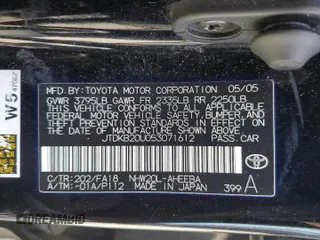 MFD. BY: TOYOTA MOTOR CORPORATION 05/05
GVWR 3795LB GAWR FR 2335LB RR 2250LB
THIS VEHICLE CONFORMS TO ALL APPLICABLE
FEDERAL MOTOR VEHICLE SAFETY, BUMPER, AND
THEFT PREVENTION STANDARDS IN EFFECT ON
THE DATE OF MANUFACTURE SHOWN ABOVE.
JTDKB20U053071612
PASS. CAR
TOYOTA
C/TR: 202/FA18 NHW20L-AHEEBA
A/TM: -01A/P112 MADE IN JAPAN 399 A
W5